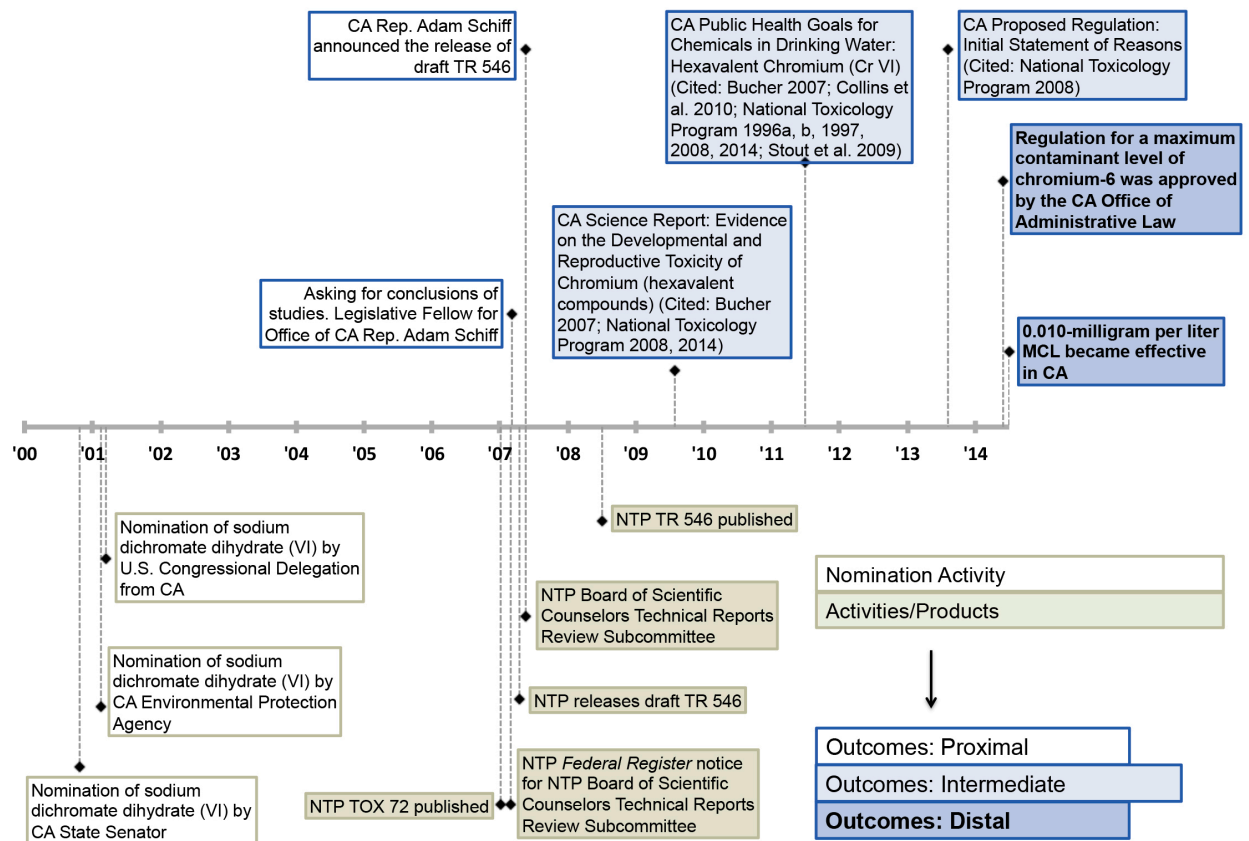 CA Rep. Adam Schiff
announced the release of
draft TR 546
CA Public Health Goals for
Chemicals in Drinking Water:
Hexavalent Chromium (Cr VI)
(Cited: Bucher 2007; Collins et
al. 2010; National Toxicology
Program 1996a, b, 1997,
2008, 2014; Stout et al. 2009)
CA Proposed Regulation:
Initial Statement of Reasons
(Cited: National Toxicology
Program 2008)
Regulation for a maximum
contaminant level of
chromium-6 was approved
by the CA Office of
Administrative Law
CA Science Report: Evidence
on the Developmental and
Reproductive Toxicity of
Chromium (hexavalent
compounds) (Cited: Bucher
2007; National Toxicology
Program 2008, 2014)
Asking for conclusions of
studies. Legislative Fellow for
Office of CA Rep. Adam Schiff
0.010-milligram per liter
MCL became effective
in CA
'00 '01 '02 '03 '04 '05 '06 '07 '08 '09 '10 '11 '12 '13 '14
Nomination of sodium
dichromate dihydrate (VI) by
U.S. Congressional Delegation
from CA
NTP TR 546 published
NTP Board of Scientific
Counselors Technical Reports
Review Subcommittee
Nomination of sodium
dichromate dihydrate (VI) by
CA Environmental Protection
Agency
NTP releases draft TR 546
Nomination of sodium
dichromate dihydrate (VI) by
CA State Senator
NTP TOX 72 published
NTP Federal Register notice
for NTP Board of Scientific
Counselors Technical Reports
Review Subcommittee
Nomination Activity
Activities/Products
Outcomes: Proximal
Outcomes: Intermediate
Outcomes: Distal